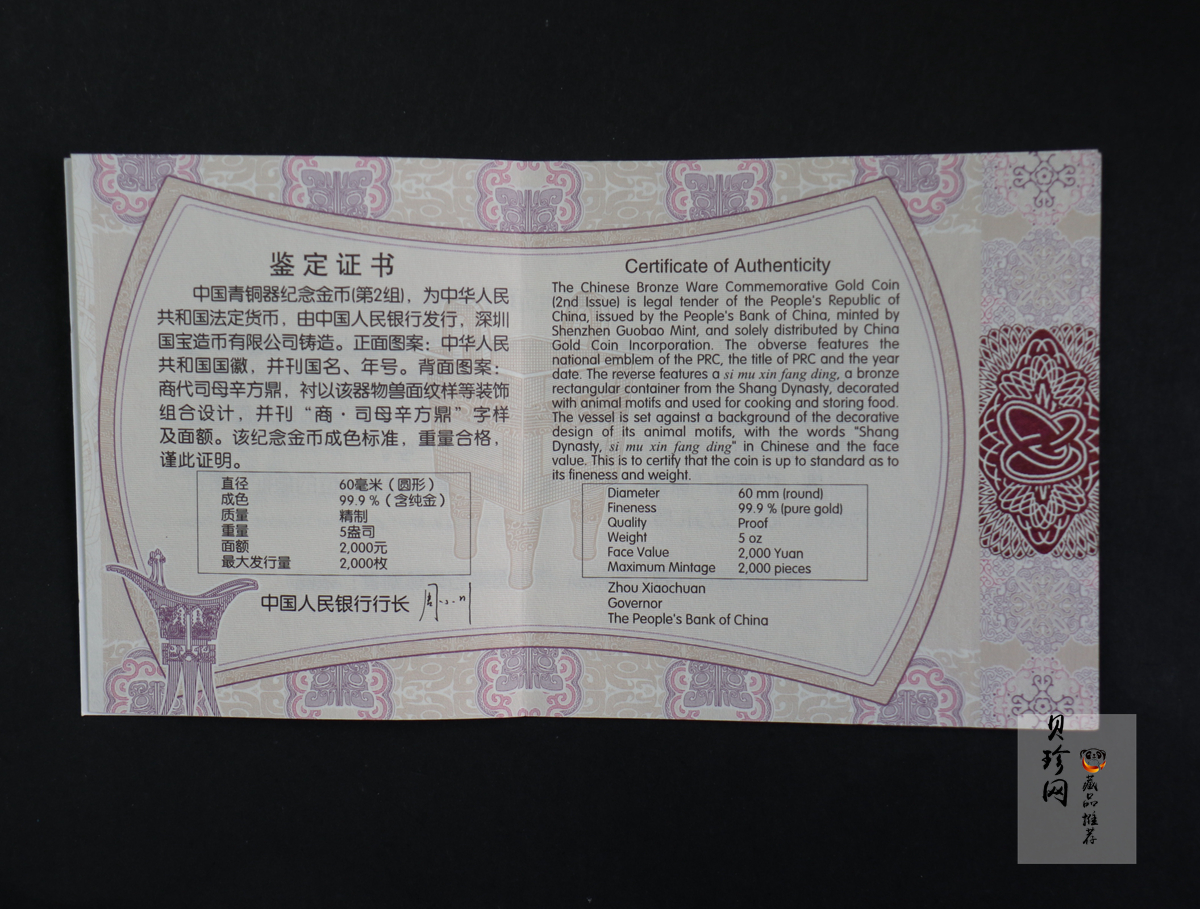 鉴定证书
中国青铜器纪念金币(第2组)，为中华人民
共和国法定货币，由中国人民银行发行，深圳
国宝造币有限公司铸造。正面图案：中华人民
共和国国徽，并刊国名、年号。背面图案：
商代司母辛方鼎，衬以该器物兽面纹样等装饰
组合设计，并刊“商·司母辛方鼎”字样
及面额。该纪念金币成色标准，重量合格，
谨此证明。
直径 60毫米（圆形）
成色 99.9％（含纯金）
质量 精制
重量 5盎司
面额 2,000元
最大发行量 2,000枚
中国人民银行行长
Certificate of Authenticity
The Chinese Bronze Ware Commemorative Gold Coin
(2nd Issue) is legal tender of the People's Republic of
China, issued by the People's Bank of China, minted by
Shenzhen Guobao Mint, and solely distributed by China
Gold Coin Incorporation. The obverse features the
national emblem of the PRC, the title of PRC and the year
date. The reverse features a si mu xin fang ding, a bronze
rectangular container from the Shang Dynasty, decorated
with animal motifs and used for cooking and storing food.
The vessel is set against a background of the decorative
design of its animal motifs, with the words "Shang
Dynasty, si mu xin fang ding" in Chinese and the face
value. This is to certify that the coin is up to standard as to
its fineness and weight.
Diameter 60 mm (round)
Fineness 99.9 % (pure gold)
Quality Proof
Weight 5 oz
Face Value 2,000 Yuan
Maximum Mintage 2,000 pieces
Zhou Xiaochuan
Governor
The People's Bank of China
贝珍网
藏品推荐